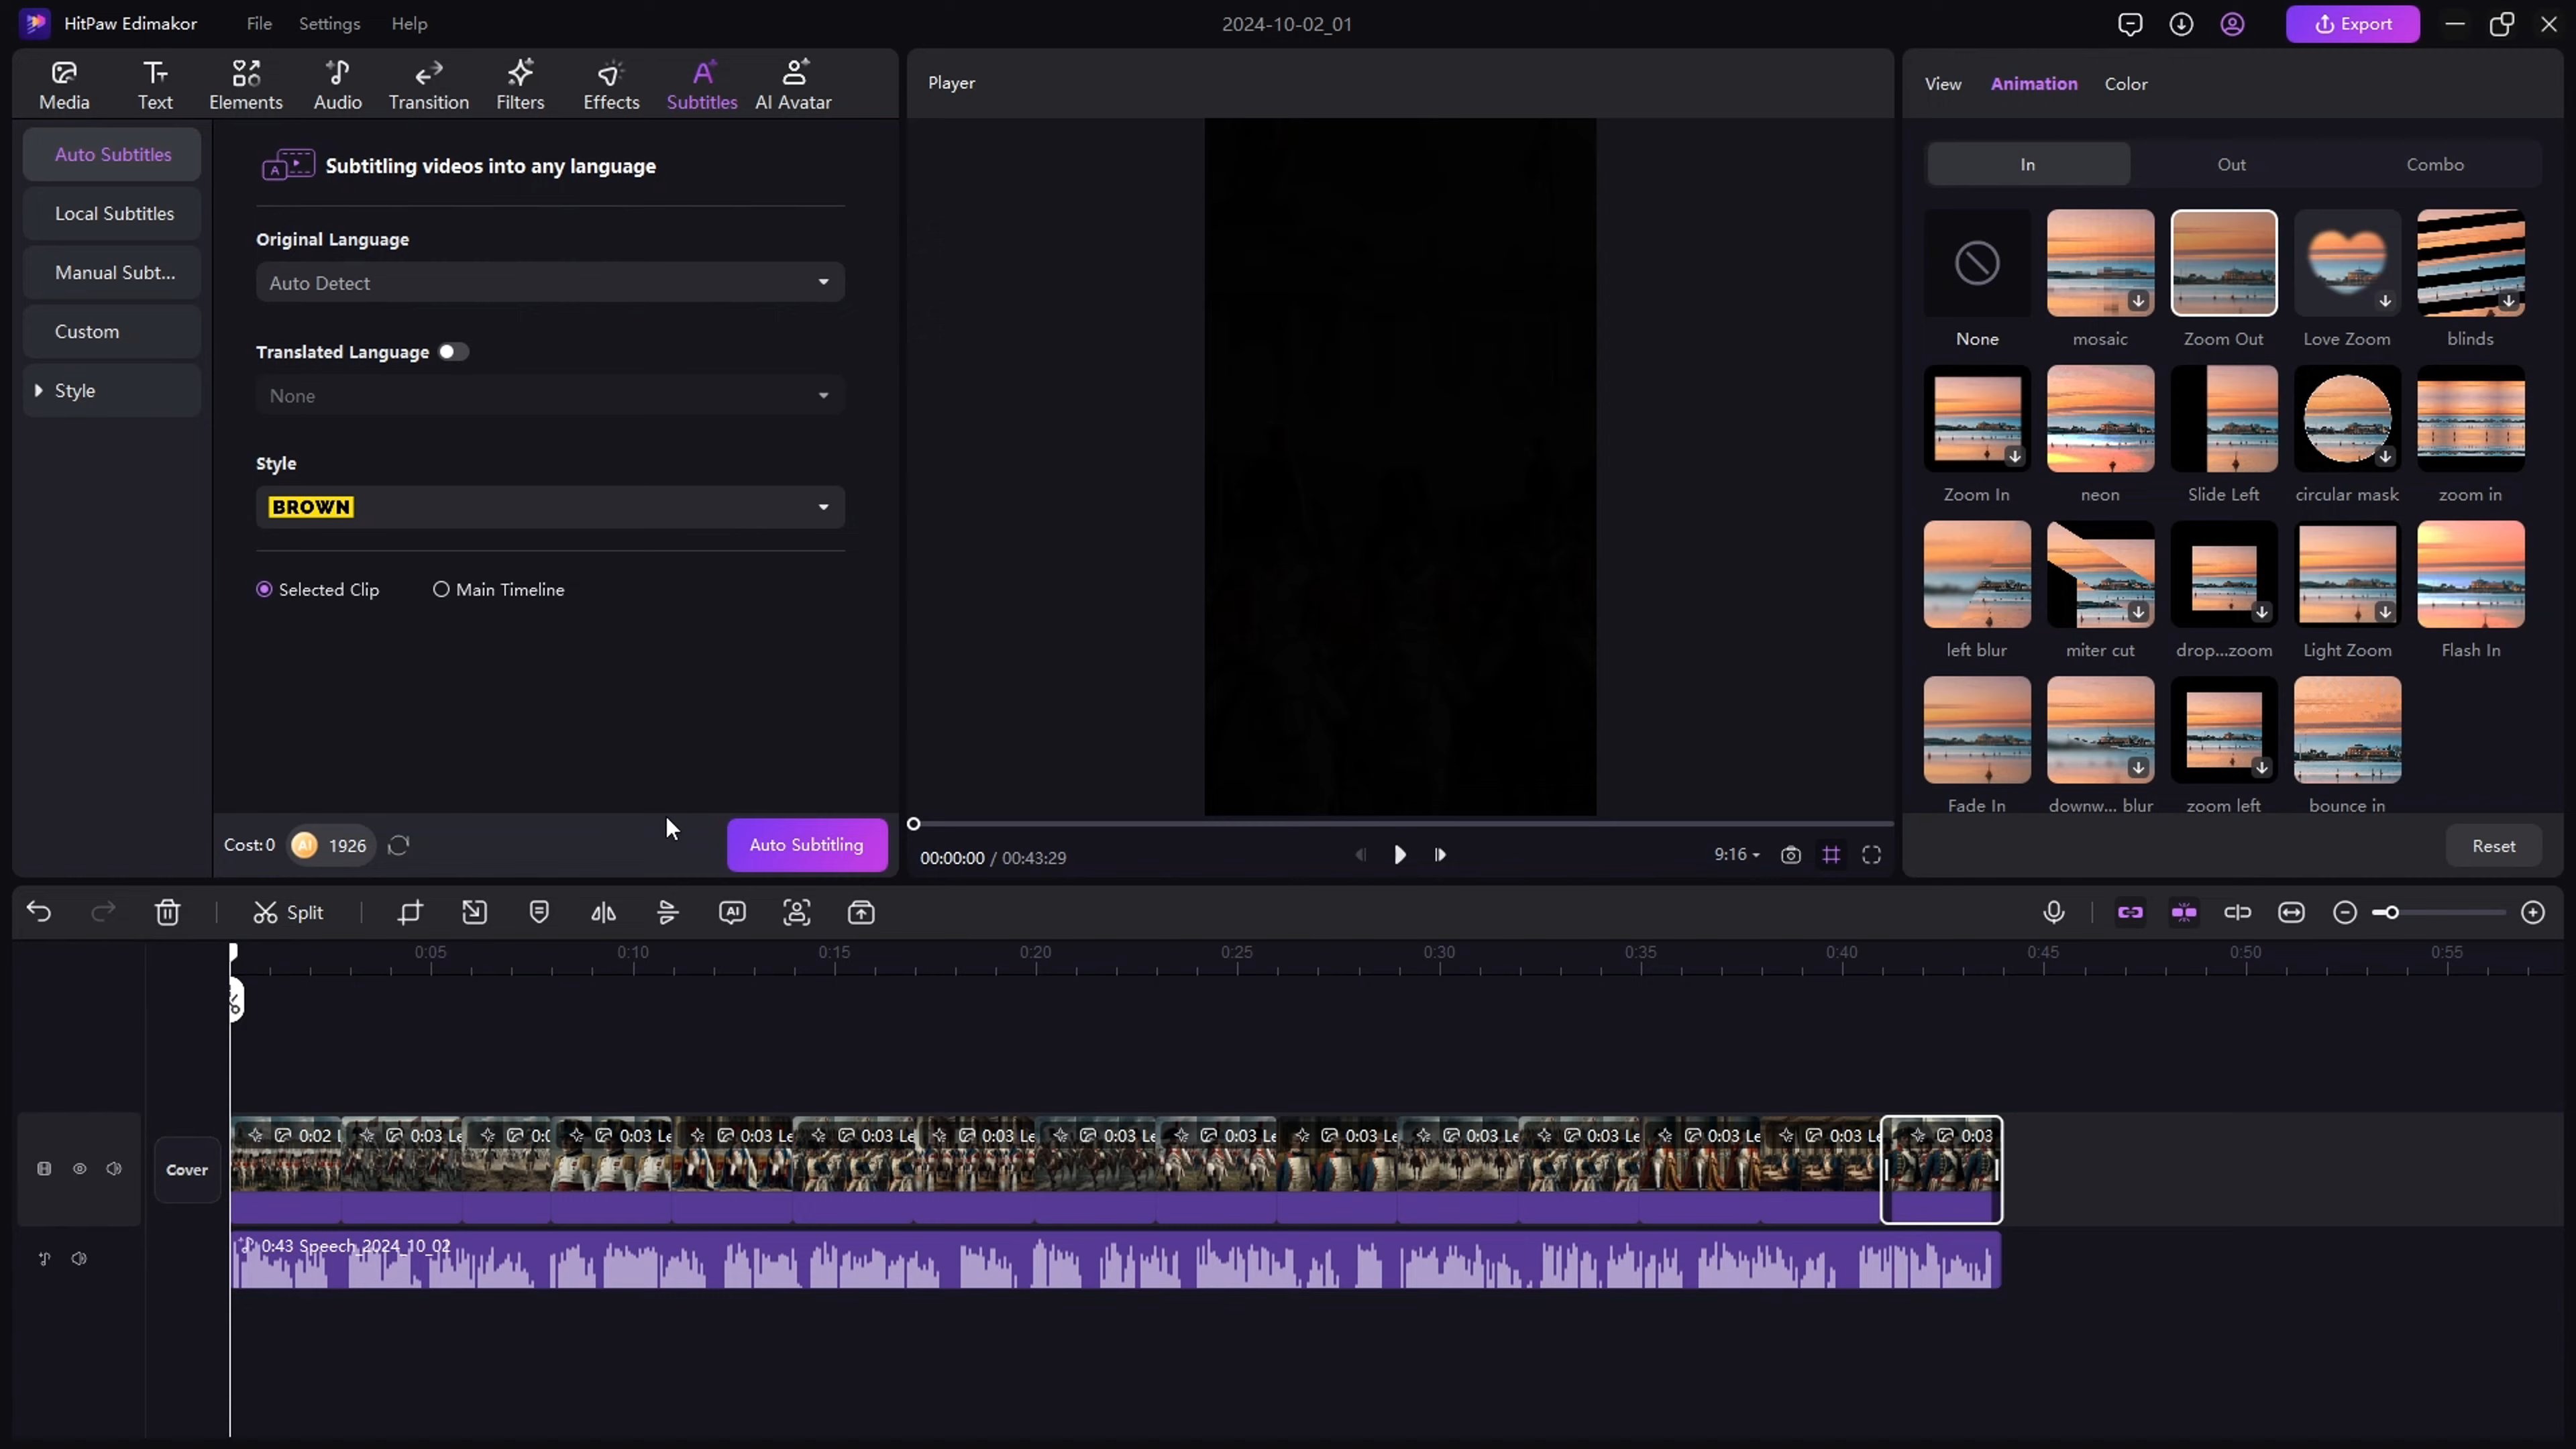 HitPaw Edimakor File Settings Help 2024-10-02_01 Export
Media Text Elements Audio Transition Filters Effects Subtitles AI Avatar
Player
View Animation Color
Auto Subtitles
Local Subtitles
Manual Subt...
Custom
Style
A Subtitling videos into any language
Original Language
Auto Detect
Translated Language
None
Style
BROWN
Selected Clip Main Timeline
Cost:0 AI 1926 Auto Subtitling
00:00:00 / 00:43:29 9:16
In Out Combo
None mosaic Zoom Out Love Zoom blinds
Zoom In neon Slide Left circular mask zoom in
left blur miter cut drop...zoom Light Zoom Flash In
Fade In downw... blur zoom left bounce in
Reset
Split AI
0:05 0:10 0:15 0:20 0:25 0:30 0:35 0:40 0:45 0:50 0:55
Cover
0:02 0:03 Le 0:0 0:03 Le 0:03 Le 0:03 Le 0:03 Le 0:03 Le 0:03 Le 0:03 Le 0:03 Le 0:03 Le 0:03 Le 0:03 Le 0:03
0:43 Speech_2024_10_02